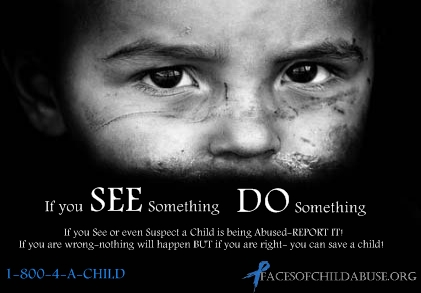 If you SEE Something DO Something
If you See or even Suspect a Child is being Abused-REPORT IT!
If you are wrong-nothing will happen BUT if you are right- you can save a child!
1-800-4-A-CHILD
FACESOFCHILDABUSE.ORG